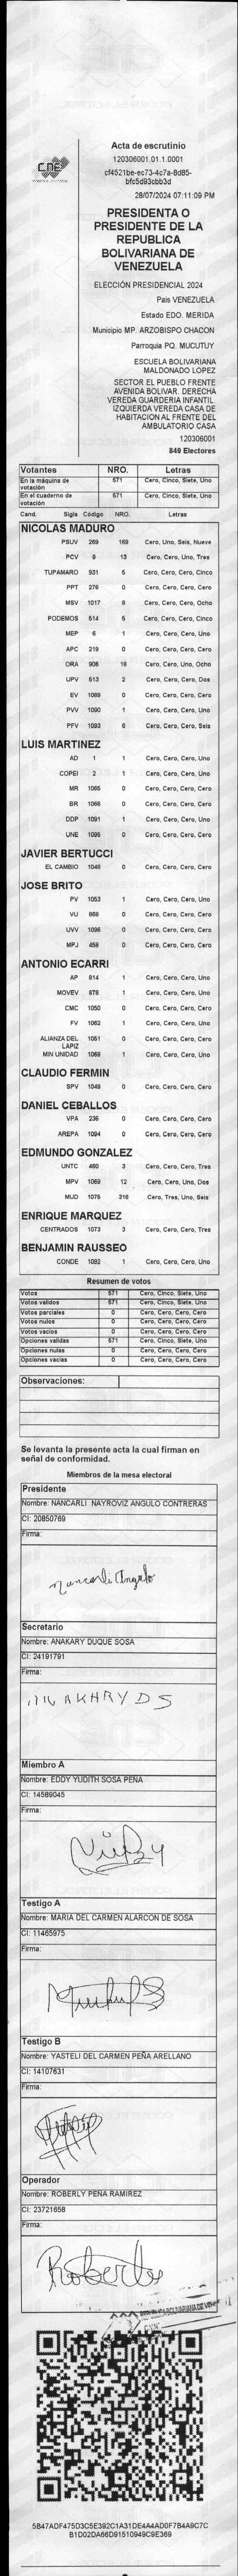 CNE
Acta de escrutinio
120306001.01.1.0001
cf4521be-ec73-4c7a-8d85-
bfc5d93cbb3d
28/07/2024 07:11:09 PM
PRESIDENTA O
PRESIDENTE DE LA
REPUBLICA
BOLIVARIANA DE
VENEZUELA
ELECCIÓN PRESIDENCIAL 2024
Pais VENEZUELA
Estado EDO. MERIDA
Municipio MP. ARZOBISPO CHACON
Parroquia PQ. MUCUTUY
ESCUELA BOLIVARIANA
MALDONADO LOPEZ
SECTOR EL PUEBLO FRENTE
AVENIDA BOLIVAR. DERECHA
VEREDA GUARDERIA INFANTIL.
IZQUIERDA VEREDA CASA DE
HABITACION AL FRENTE DEL
AMBULATORIO CASA
120306001
849 Electores
Votantes NRO. Letras
En la máquina de votación 571 Cero, Cinco, Siete, Uno
En el cuaderno de votación 571 Cero, Cinco, Siete, Uno
Cand. Sigla Código NRO. Letras
NICOLAS MADURO
PSUV 269 169 Cero, Uno, Seis, Nueve
PCV 9 13 Cero, Cero, Uno, Tres
TUPAMARO 931 5 Cero, Cero, Cero, Cinco
PPT 276 0 Cero, Cero, Cero, Cero
MSV 1017 8 Cero, Cero, Cero, Ocho
PODEMOS 514 5 Cero, Cero, Cero, Cinco
MEP 6 1 Cero, Cero, Cero, Uno
APC 219 0 Cero, Cero, Cero, Cero
ORA 906 18 Cero, Cero, Uno, Ocho
UPV 613 2 Cero, Cero, Cero, Dos
EV 1089 0 Cero, Cero, Cero, Cero
PVV 1090 1 Cero, Cero, Cero, Uno
PFV 1093 6 Cero, Cero, Cero, Seis
LUIS MARTINEZ
AD 1 1 Cero, Cero, Cero, Uno
COPEI 2 1 Cero, Cero, Cero, Uno
MR 1065 0 Cero, Cero, Cero, Cero
BR 1066 0 Cero, Cero, Cero, Cero
DDP 1091 1 Cero, Cero, Cero, Uno
UNE 1095 0 Cero, Cero, Cero, Cero
JAVIER BERTUCCI
EL CAMBIO 1048 0 Cero, Cero, Cero, Cero
JOSE BRITO
PV 1053 1 Cero, Cero, Cero, Uno
VU 969 0 Cero, Cero, Cero, Cero
UVV 1096 0 Cero, Cero, Cero, Cero
MPJ 458 0 Cero, Cero, Cero, Cero
ANTONIO ECARRI
AP 814 1 Cero, Cero, Cero, Uno
MOVEV 978 1 Cero, Cero, Cero, Uno
CMC 1050 0 Cero, Cero, Cero, Cero
FV 1062 1 Cero, Cero, Cero, Uno
ALIANZA DEL LAPIZ 1051 0 Cero, Cero, Cero, Cero
MIN UNIDAD 1068 1 Cero, Cero, Cero, Uno
CLAUDIO FERMIN
SPV 1049 0 Cero, Cero, Cero, Cero
DANIEL CEBALLOS
VPA 236 0 Cero, Cero, Cero, Cero
AREPA 1094 0 Cero, Cero, Cero, Cero
EDMUNDO GONZALEZ
UNTC 460 3 Cero, Cero, Cero, Tres
MPV 1069 12 Cero, Cero, Uno, Dos
MUD 1075 316 Cero, Tres, Uno, Seis
ENRIQUE MARQUEZ
CENTRADOS 1073 3 Cero, Cero, Cero, Tres
BENJAMIN RAUSSEO
CONDE 1092 1 Cero, Cero, Cero, Uno
Resumen de votos
Votos 571 Cero, Cinco, Siete, Uno
Votos validos 571 Cero, Cinco, Siete, Uno
Votos parciales 0 Cero, Cero, Cero, Cero
Votos nulos 0 Cero, Cero, Cero, Cero
Votos vacios 0 Cero, Cero, Cero, Cero
Opciones validas 571 Cero, Cinco, Siete, Uno
Opciones nulas 0 Cero, Cero, Cero, Cero
Opciones vacias 0 Cero, Cero, Cero, Cero
Observaciones:
Se levanta la presente acta la cual firman en
señal de conformidad.
Miembros de la mesa electoral
Presidente
Nombre: NANCARLI NAYROVIZ ANGULO CONTRERAS
CI: 20850769
Firma:
Nancarli Angulo
Secretario
Nombre: ANAKARY DUQUE SOSA
CI: 24191791
Firma:
ANAKARY D S
Miembro A
Nombre: EDDY YUDITH SOSA PEÑA
CI: 14589045
Firma:
Testigo A
Nombre: MARIA DEL CARMEN ALARCON DE SOSA
CI: 11465975
Firma:
Testigo B
Nombre: YASTELI DEL CARMEN PEÑA ARELLANO
CI: 14107631
Firma:
Operador
Nombre: ROBERLY PEÑA RAMIREZ
CI: 23721658
Firma:
REPUBLICA BOLIVARIANA DE
5B47ADF475D3C5E392C1A31DE4A4AD0F7B4A9C7C
B1D02DA66D91510949C9E369